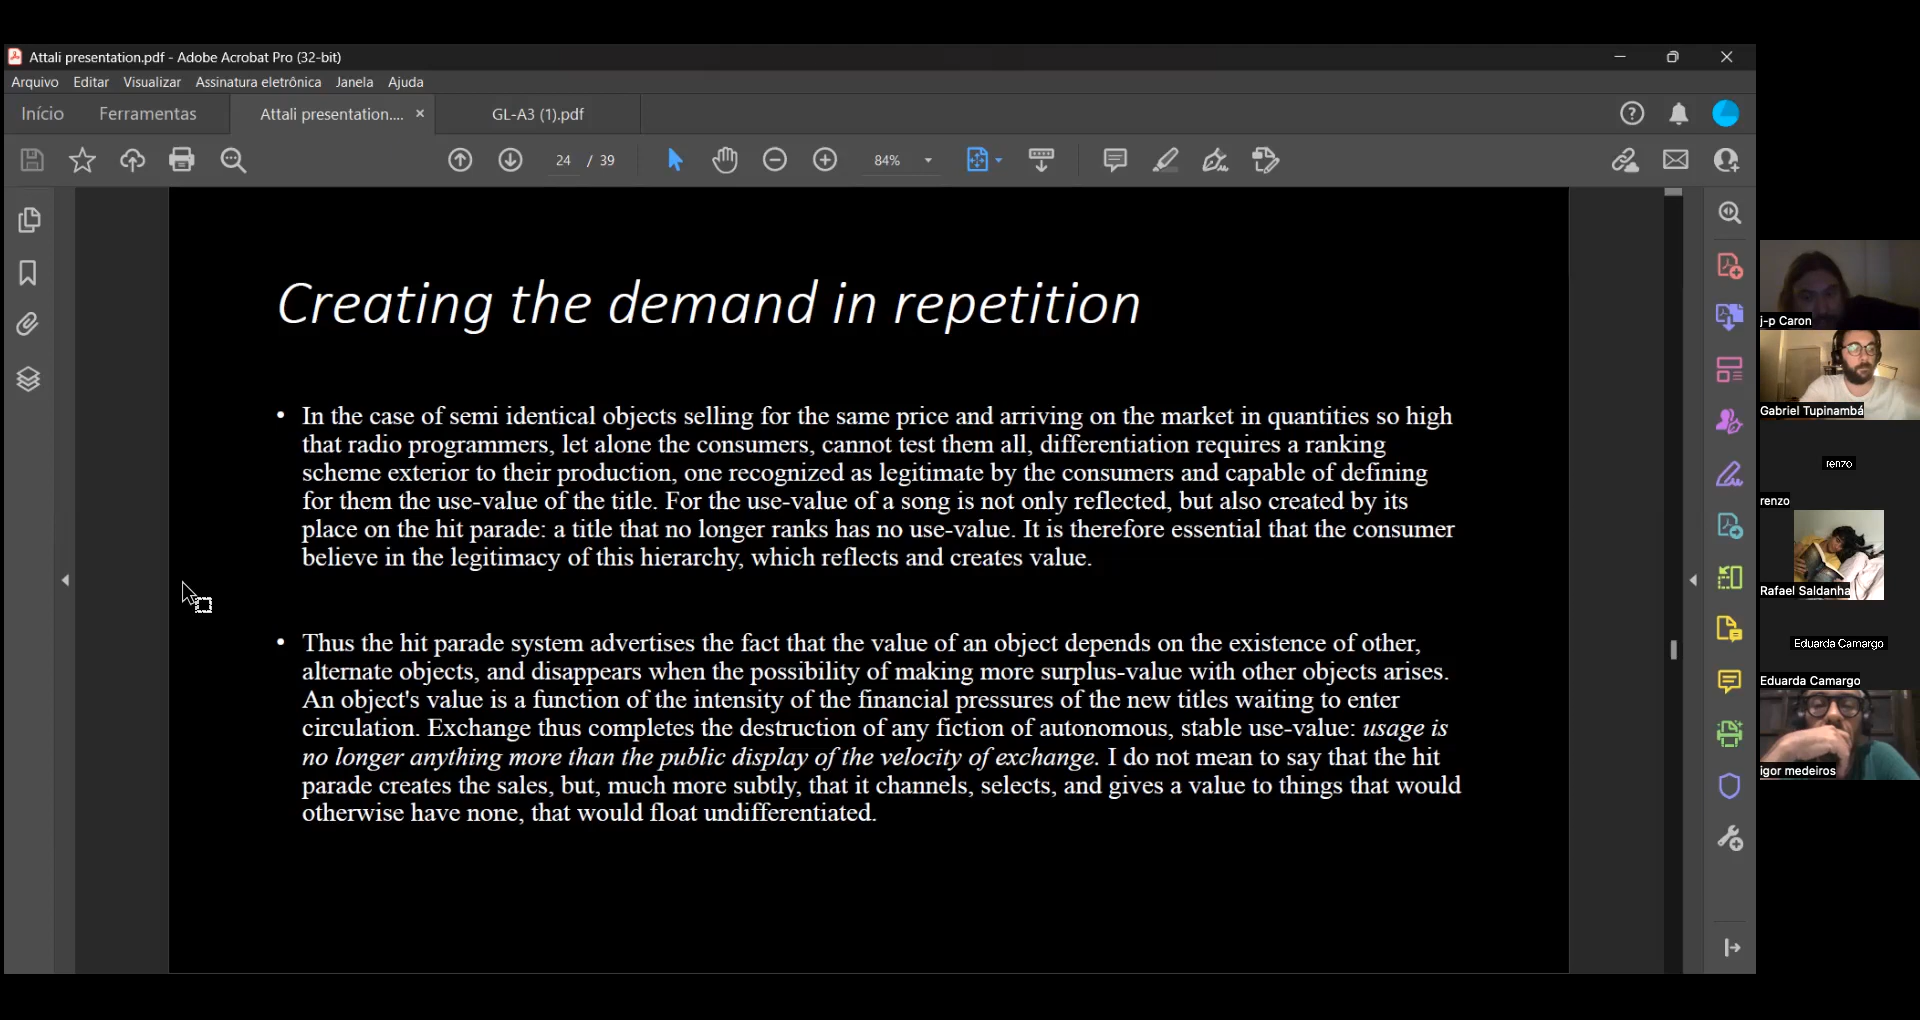 Attali presentation.pdf - Adobe Acrobat Pro (32-bit)
Arquivo Editar Visualizar Assinatura eletrônica Janela Ajuda
Início Ferramentas Attali presentation.... × GL-A3 (1).pdf
24 / 39 84%
Creating the demand in repetition
• In the case of semi identical objects selling for the same price and arriving on the market in quantities so high
that radio programmers, let alone the consumers, cannot test them all, differentiation requires a ranking
scheme exterior to their production, one recognized as legitimate by the consumers and capable of defining
for them the use-value of the title. For the use-value of a song is not only reflected, but also created by its
place on the hit parade: a title that no longer ranks has no use-value. It is therefore essential that the consumer
believe in the legitimacy of this hierarchy, which reflects and creates value.
• Thus the hit parade system advertises the fact that the value of an object depends on the existence of other,
alternate objects, and disappears when the possibility of making more surplus-value with other objects arises.
An object's value is a function of the intensity of the financial pressures of the new titles waiting to enter
circulation. Exchange thus completes the destruction of any fiction of autonomous, stable use-value: usage is
no longer anything more than the public display of the velocity of exchange. I do not mean to say that the hit
parade creates the sales, but, much more subtly, that it channels, selects, and gives a value to things that would
otherwise have none, that would float undifferentiated.
j-p Caron
Gabriel Tupinambá
renzo
renzo
Rafael Saldanha
Eduarda Camargo
Eduarda Camargo
igor medeiros